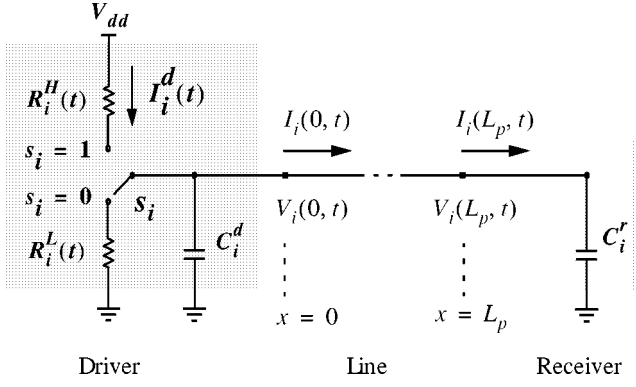 V_dd
R_i^H(t)
I_i^d(t)
s_i = 1
s_i = 0
s_i
R_i^L(t)
C_i^d
I_i(0, t)
I_i(L_p, t)
V_i(0, t)
V_i(L_p, t)
C_i^r
x = 0
x = L_p
Driver
Line
Receiver